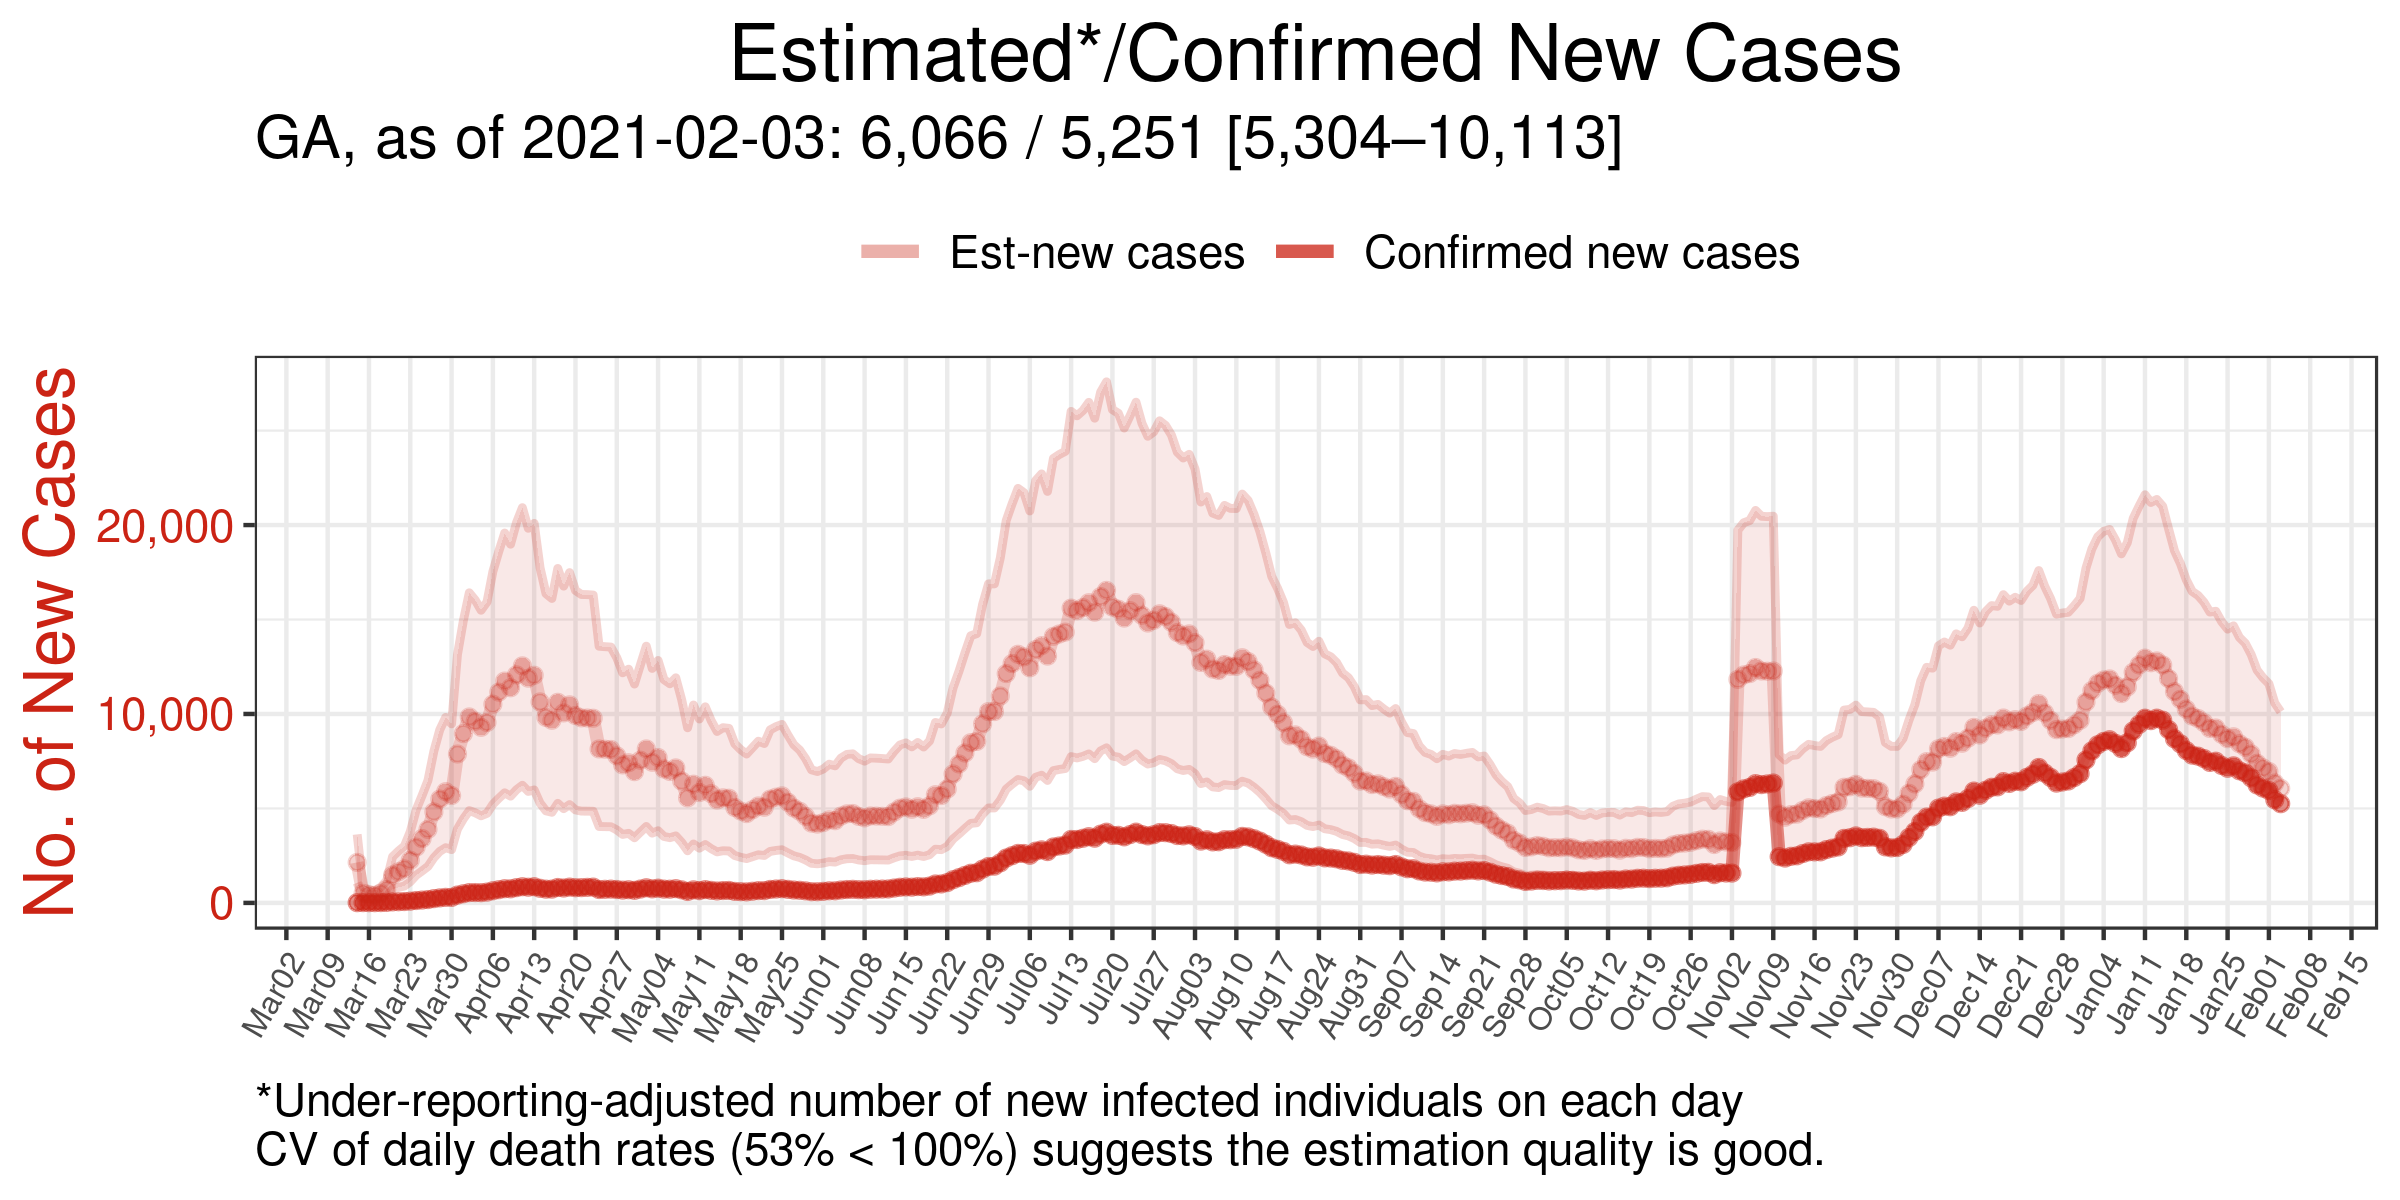 Estimated*/Confirmed New Cases
GA, as of 2021-02-03: 6,066 / 5,251 [5,304–10,113]
Est-new cases
Confirmed new cases
No. of New Cases
20,000
10,000
0
Mar02
Mar09
Mar16
Mar23
Mar30
Apr06
Apr13
Apr20
Apr27
May04
May11
May18
May25
Jun01
Jun08
Jun15
Jun22
Jun29
Jul06
Jul13
Jul20
Jul27
Aug03
Aug10
Aug17
Aug24
Aug31
Sep07
Sep14
Sep21
Sep28
Oct05
Oct12
Oct19
Oct26
Nov02
Nov09
Nov16
Nov23
Nov30
Dec07
Dec14
Dec21
Dec28
Jan04
Jan11
Jan18
Jan25
Feb01
Feb08
Feb15
*Under-reporting-adjusted number of new infected individuals on each day
CV of daily death rates (53% < 100%) suggests the estimation quality is good.